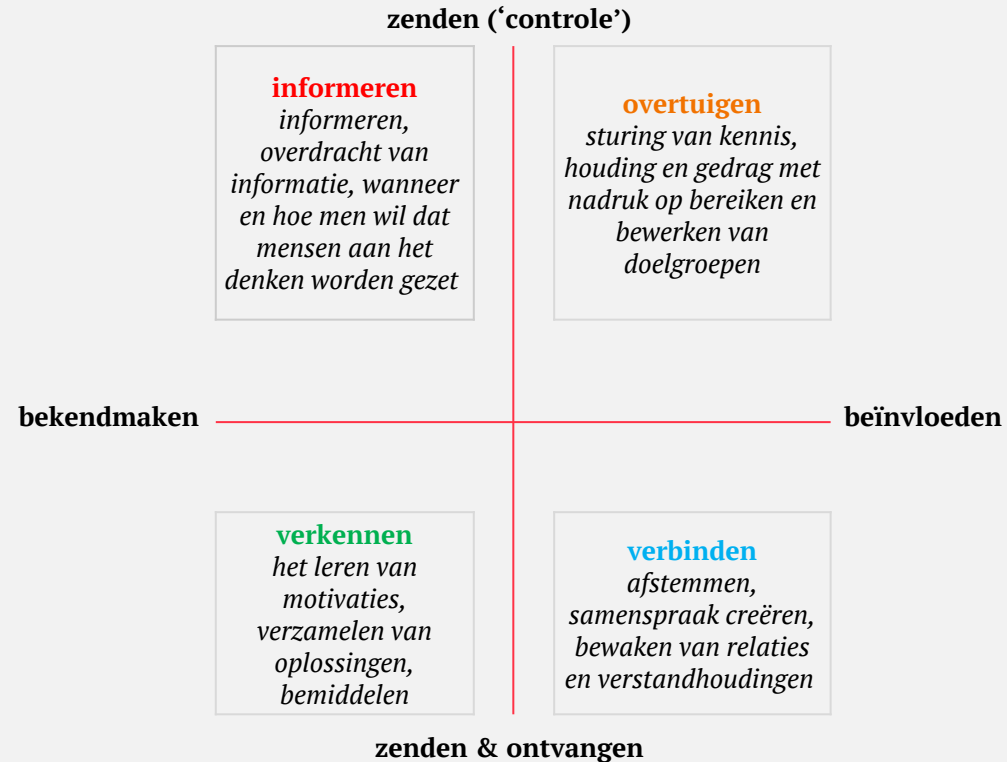 zenden (‘controle’)
informeren
informeren,
overdracht van
informatie, wanneer
en hoe men wil dat
mensen aan het
denken worden gezet
overtuigen
sturing van kennis,
houding en gedrag met
nadruk op bereiken en
bewerken van
doelgroepen
bekendmaken
beïnvloeden
verkennen
het leren van
motivaties,
verzamelen van
oplossingen,
bemiddelen
verbinden
afstemmen,
samenspraak creëren,
bewaken van relaties
en verstandhoudingen
zenden & ontvangen